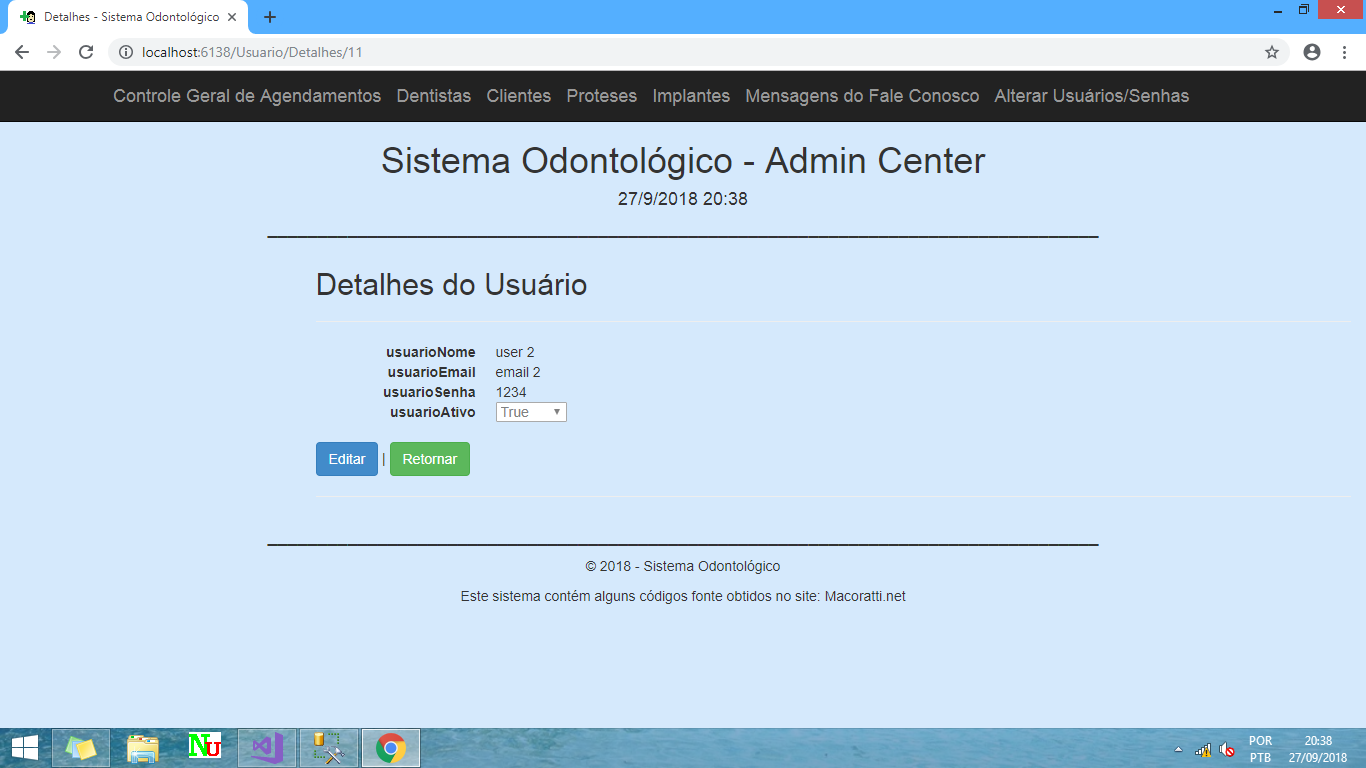 Detalhes - Sistema Odontológico
localhost:6138/Usuario/Detalhes/11
Controle Geral de Agendamentos Dentistas Clientes Proteses Implantes Mensagens do Fale Conosco Alterar Usuários/Senhas
Sistema Odontológico - Admin Center
27/9/2018 20:38
Detalhes do Usuário
usuarioNome user 2
usuarioEmail email 2
usuarioSenha 1234
usuarioAtivo True
Editar | Retornar
© 2018 - Sistema Odontológico
Este sistema contém alguns códigos fonte obtidos no site: Macoratti.net
NU
POR 20:38
PTB 27/09/2018